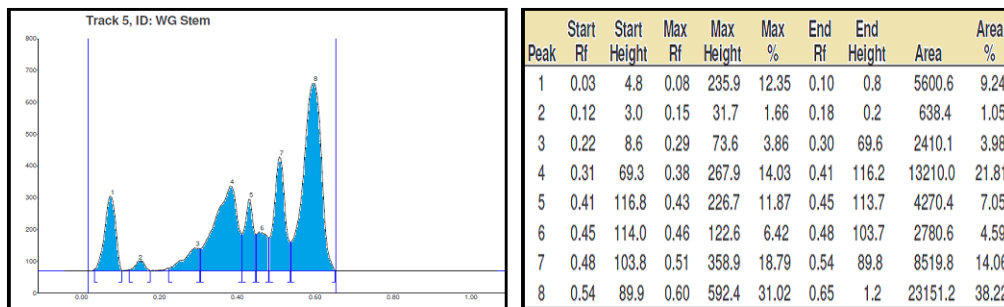 Track 5, ID: WG Stem
800
700
600
500
400
300
200
100
0
0.00
0.20
0.40
0.60
0.80
1.00
1
2
3
4
5
6
7
8
Peak Start Rf Start Height Max Rf Max Height Max % End Rf End Height Area Area %
1 0.03 4.8 0.08 235.9 12.35 0.10 0.8 5600.6 9.24
2 0.12 3.0 0.15 31.7 1.66 0.18 0.2 638.4 1.05
3 0.22 8.6 0.29 73.6 3.86 0.30 69.6 2410.1 3.98
4 0.31 69.3 0.38 267.9 14.03 0.41 116.2 13210.0 21.81
5 0.41 116.8 0.43 226.7 11.87 0.45 113.7 4270.4 7.05
6 0.45 114.0 0.46 122.6 6.42 0.48 103.7 2780.6 4.59
7 0.48 103.8 0.51 358.9 18.79 0.54 89.8 8519.8 14.06
8 0.54 89.9 0.60 592.4 31.02 0.65 1.2 23151.2